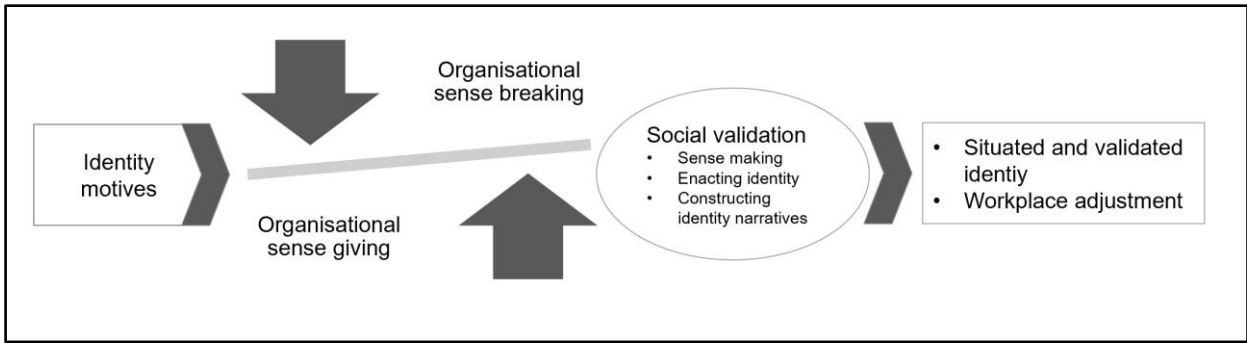 Identity
motives
Organisational
sense breaking
Organisational
sense giving
Social validation
• Sense making
• Enacting identity
• Constructing
identity narratives
• Situated and validated
identiy
• Workplace adjustment